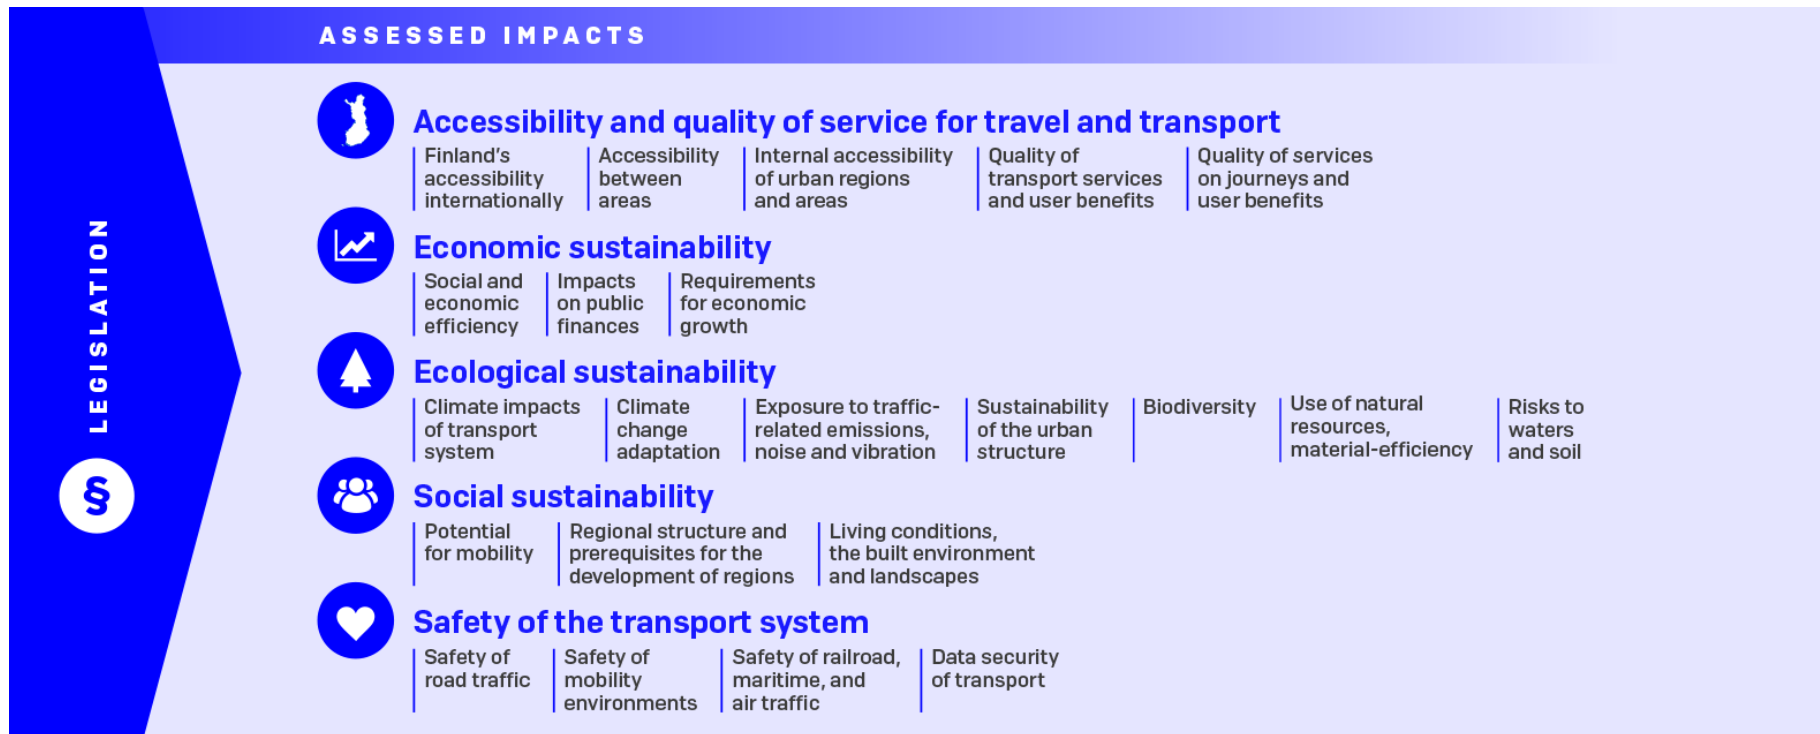 ASSESSED IMPACTS
LEGISLATION
§
Accessibility and quality of service for travel and transport
Finland's
accessibility
internationally
Accessibility
between
areas
Internal accessibility
of urban regions
and areas
Quality of
transport services
and user benefits
Quality of services
on journeys and
user benefits
Economic sustainability
Social and
economic
efficiency
Impacts
on public
finances
Requirements
for economic
growth
Ecological sustainability
Climate impacts
of transport
system
Climate
change
adaptation
Exposure to traffic-
related emissions,
noise and vibration
Sustainability
of the urban
structure
Biodiversity
Use of natural
resources,
material-efficiency
Risks to
waters
and soil
Social sustainability
Potential
for mobility
Regional structure and
prerequisites for the
development of regions
Living conditions,
the built environment
and landscapes
Safety of the transport system
Safety of
road traffic
Safety of
mobility
environments
Safety of railroad,
maritime, and
air traffic
Data security
of transport